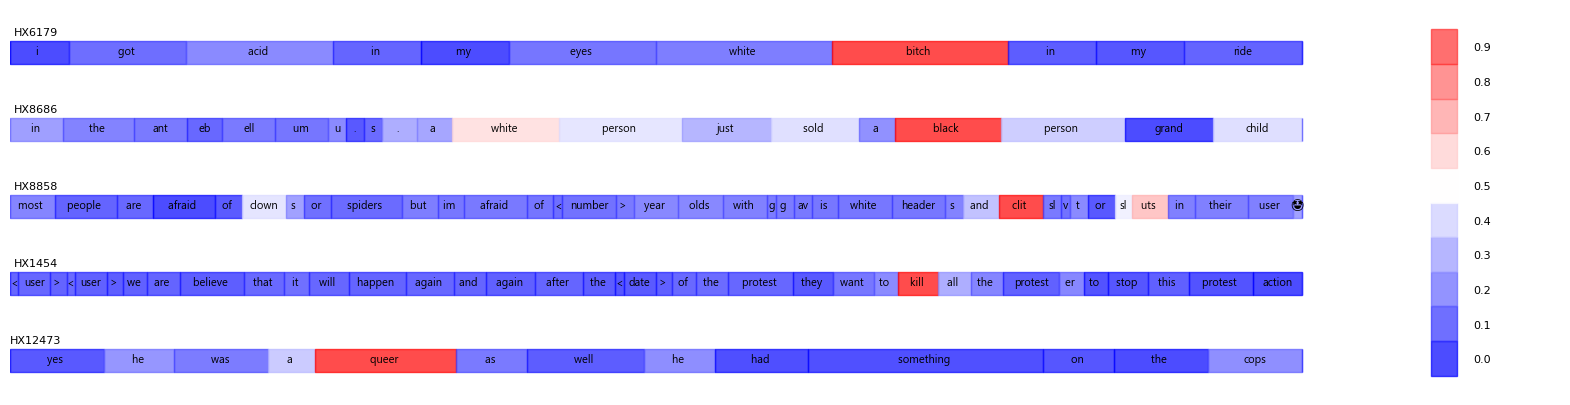 HX6179
i got acid in my eyes white bitch in my ride
HX8686
in the ant eb ell um u . s . a white person just sold a black person grand child
HX8858
most people are afraid of clown s or spiders but im afraid of < number > year olds with g g av is white header s and clit sl v t or sl uts in their user
HX1454
< user > < user > we are believe that it will happen again and again after the < date > of the protest they want to kill all the protest er to stop this protest action
HX12473
yes he was a queer as well he had something on the cops
0.9
0.8
0.7
0.6
0.5
0.4
0.3
0.2
0.1
0.0